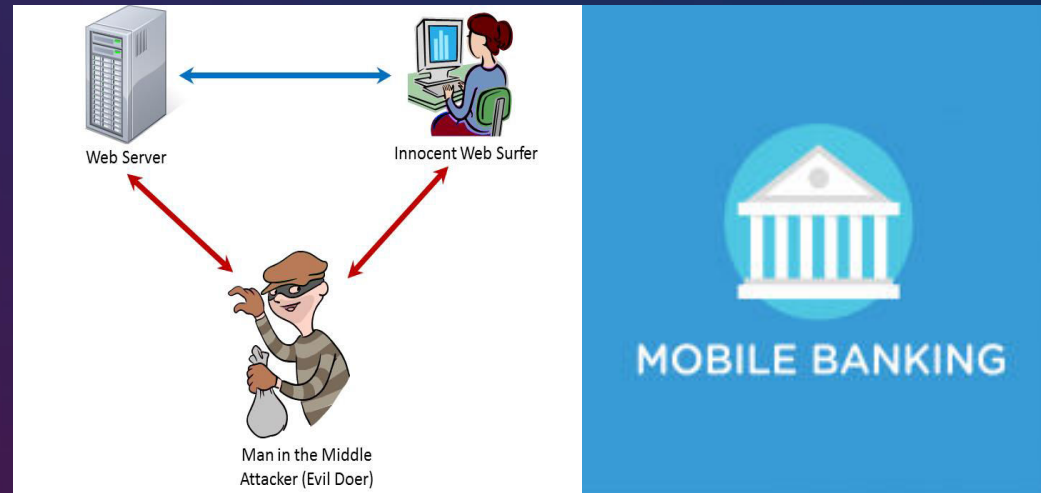 Web Server
Innocent Web Surfer
Man in the Middle
Attacker (Evil Doer)
MOBILE BANKING